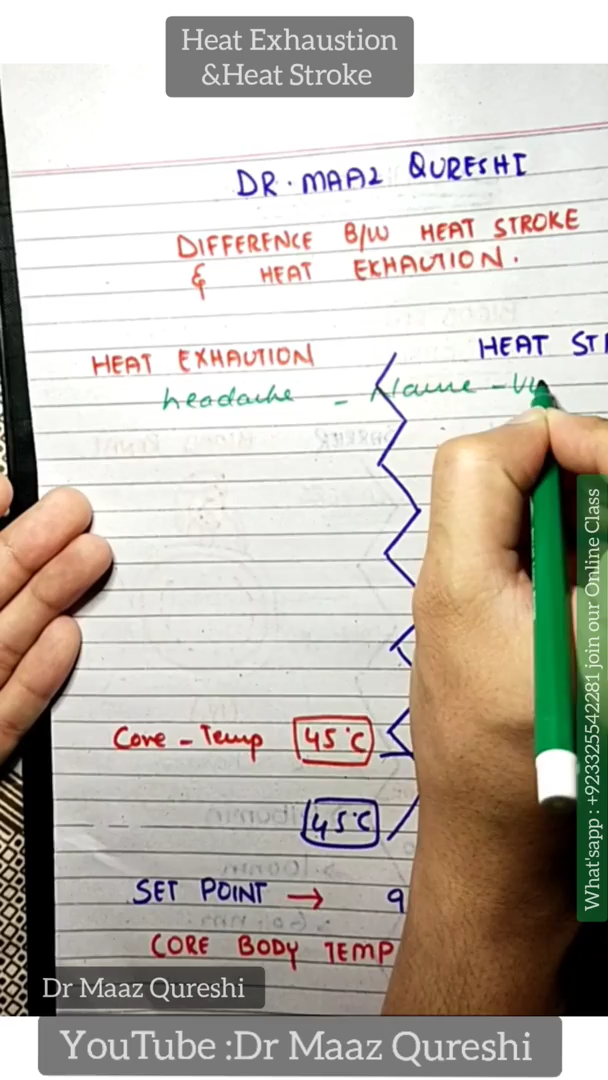 Heat Exhaustion
&Heat Stroke
DR. MAAZ QURESHI
DIFFERENCE B/W HEAT STROKE
& HEAT EXHAUTION.
HEAT EXHAUTION
HEAT ST
headache -
Core - Temp 45°C
45°C
SET POINT → 9
CORE BODY TEMP
What'sapp : +923325542281 join our Online Class
Dr Maaz Qureshi
YouTube :Dr Maaz Qureshi